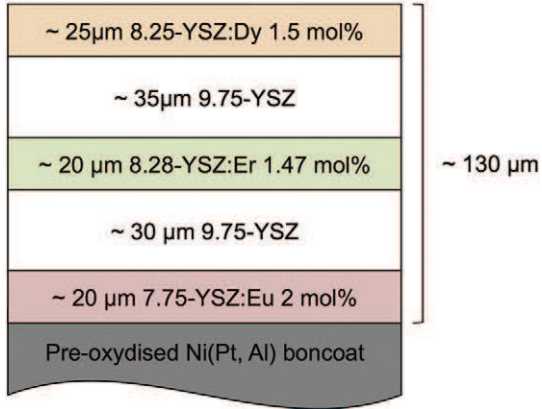 ~ 25µm 8.25-YSZ:Dy 1.5 mol%
~ 35µm 9.75-YSZ
~ 20 µm 8.28-YSZ:Er 1.47 mol%
~ 130 µm
~ 30 µm 9.75-YSZ
~ 20 µm 7.75-YSZ:Eu 2 mol%
Pre-oxydised Ni(Pt, Al) boncoat